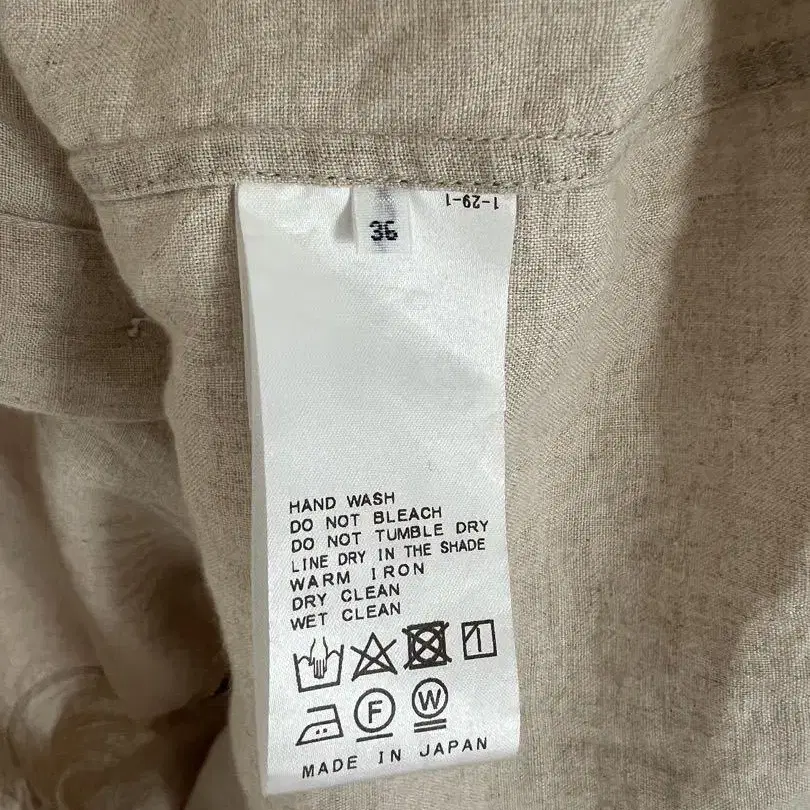 36
1-29-1
HAND WASH
DO NOT BLEACH
DO NOT TUMBLE DRY
LINE DRY IN THE SHADE
WARM IRON
DRY CLEAN
WET CLEAN
F W
MADE IN JAPAN